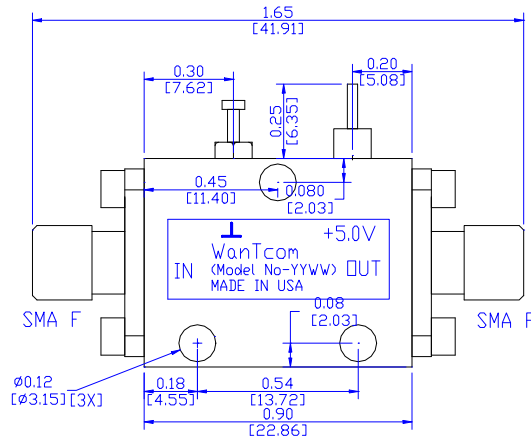 1.65
[41.91]
0.30
[7.62]
0.20
[5.08]
0.25
[6.35]
0.45
[11.40]
0.080
[2.03]
+5.0V
WanTcom
IN (Model No-YYWW) OUT
MADE IN USA
0.08
[2.03]
SMA F
SMA F
ø0.12
[ø3.15][3X]
0.18
[4.55]
0.54
[13.72]
0.90
[22.86]